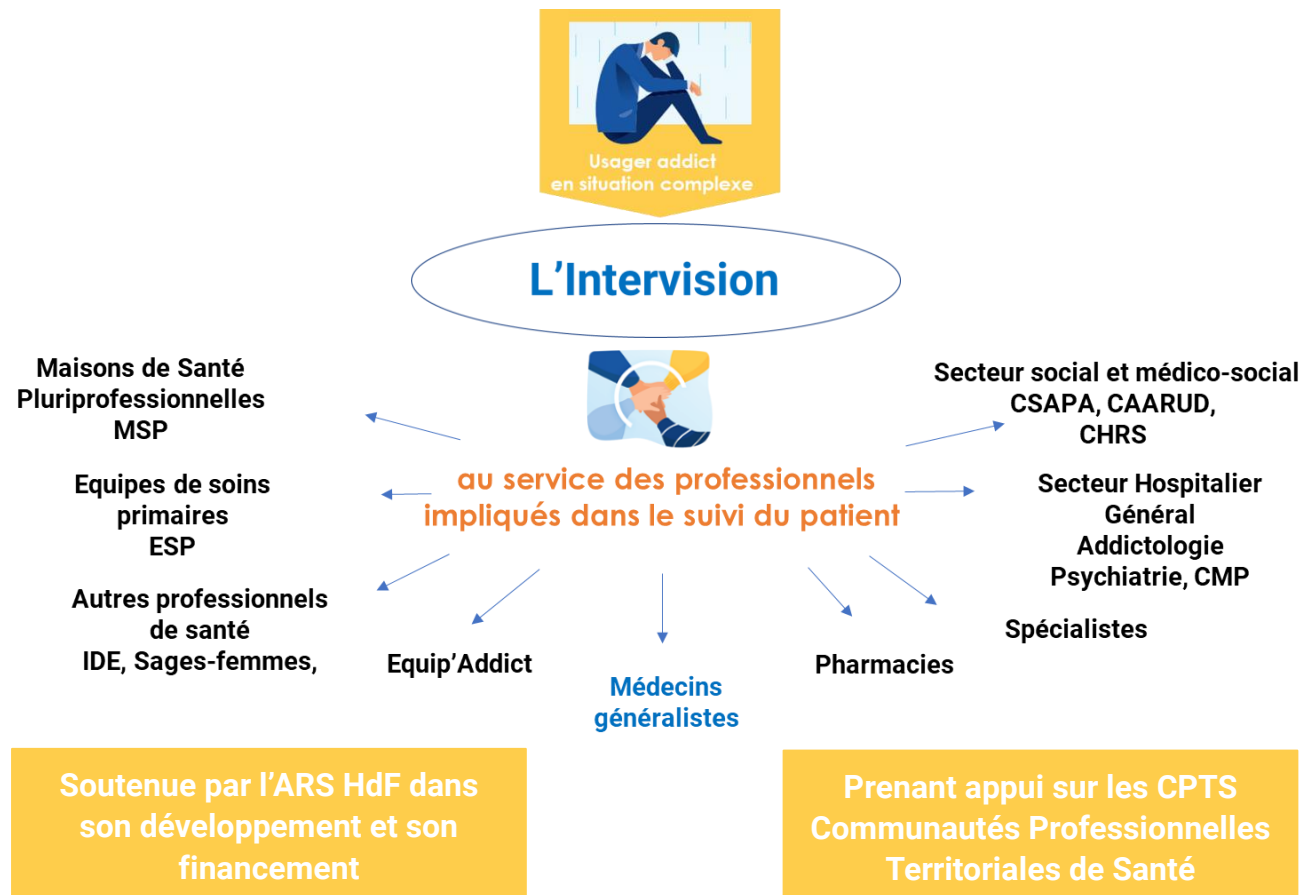 Usager addict
en situation complexe
L’Intervision
au service des professionnels
impliqués dans le suivi du patient
Maisons de Santé
Pluriprofessionnelles
MSP
Equipes de soins
primaires
ESP
Autres professionnels
de santé
IDE, Sages-femmes,
Equip’Addict
Médecins
généralistes
Pharmacies
Spécialistes
Secteur Hospitalier
Général
Addictologie
Psychiatrie, CMP
Secteur social et médico-social
CSAPA, CAARUD,
CHRS
Soutenue par l’ARS HdF dans
son développement et son
financement
Prenant appui sur les CPTS
Communautés Professionnelles
Territoriales de Santé